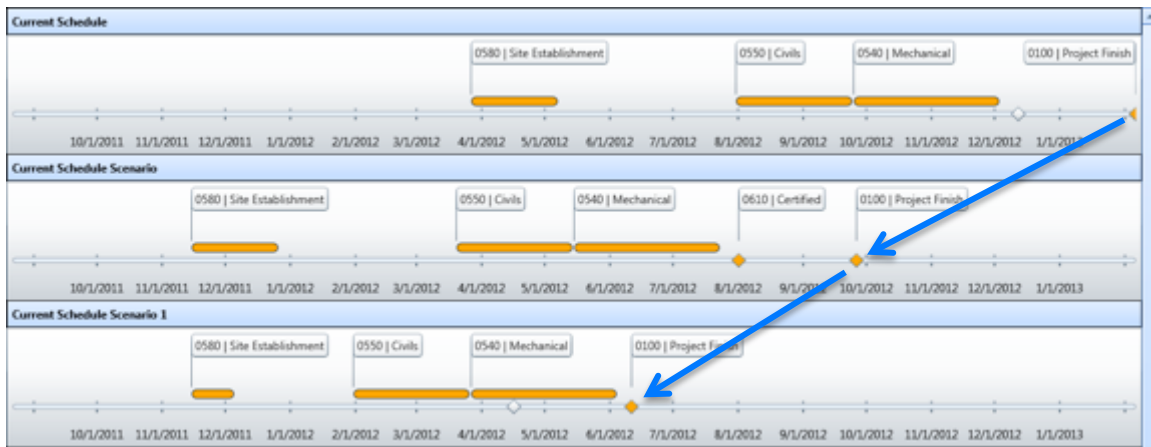 Current Schedule
0580 | Site Establishment 0550 | Civils 0540 | Mechanical 0100 | Project Finish
10/1/2011 11/1/2011 12/1/2011 1/1/2012 2/1/2012 3/1/2012 4/1/2012 5/1/2012 6/1/2012 7/1/2012 8/1/2012 9/1/2012 10/1/2012 11/1/2012 12/1/2012 1/1/2013
Current Schedule Scenario
0580 | Site Establishment 0550 | Civils 0540 | Mechanical 0610 | Certified 0100 | Project Finish
10/1/2011 11/1/2011 12/1/2011 1/1/2012 2/1/2012 3/1/2012 4/1/2012 5/1/2012 6/1/2012 7/1/2012 8/1/2012 9/1/2012 10/1/2012 11/1/2012 12/1/2012 1/1/2013
Current Schedule Scenario 1
0580 | Site Establishment 0550 | Civils 0540 | Mechanical 0100 | Project Finish
10/1/2011 11/1/2011 12/1/2011 1/1/2012 2/1/2012 3/1/2012 4/1/2012 5/1/2012 6/1/2012 7/1/2012 8/1/2012 9/1/2012 10/1/2012 11/1/2012 12/1/2012 1/1/2013